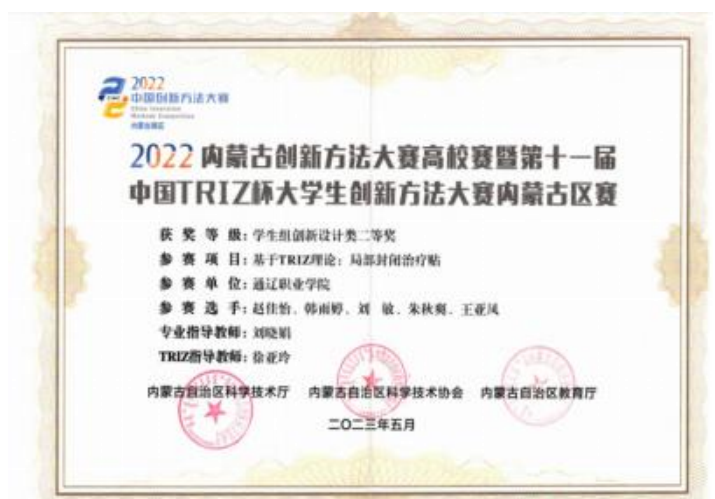 2022
中国创新方法大赛
China Innovation
Method Competition
2022内蒙古创新方法大赛高校赛暨第十一届
中国TRIZ杯大学生创新方法大赛内蒙古区赛
获奖等级：学生组创新设计类二等奖
参赛项目：基于TRIZ理论：局部封闭治疗贴
参赛单位：通辽职业学院
参赛选手：赵佳怡、韩雨婷、刘 敏、朱秋爽、王亚凤
专业指导教师：刘晓娟
TRIZ指导教师：徐亚玲
内蒙古自治区科学技术厅 内蒙古自治区科学技术协会 内蒙古自治区教育厅
二〇二三年五月